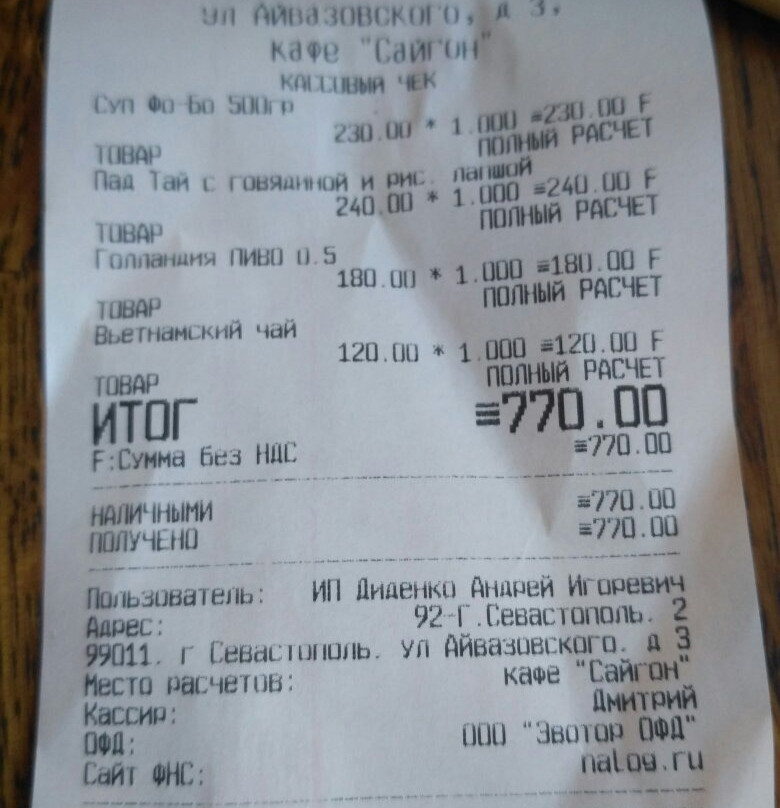 ул Айвазовского, д 3,
кафе "Сайгон"
КАССОВЫЙ ЧЕК
Суп Фо-Бо 500гр
230.00 * 1.000 ≡230.00 F
ПОЛНЫЙ РАСЧЕТ
ТОВАР
Пад Тай с говядиной и рис. лапшой
240.00 * 1.000 ≡240.00 F
ПОЛНЫЙ РАСЧЕТ
ТОВАР
Голландия ПИВО 0.5
180.00 * 1.000 ≡180.00 F
ПОЛНЫЙ РАСЧЕТ
ТОВАР
Вьетнамский чай
120.00 * 1.000 ≡120.00 F
ПОЛНЫЙ РАСЧЕТ
ТОВАР
ИТОГ ≡770.00
F:Сумма без НДС ≡770.00
НАЛИЧНЫМИ ≡770.00
ПОЛУЧЕНО ≡770.00
Пользователь: ИП Диденко Андрей Игоревич
Адрес: 92-Г.Севастополь. 2
99011. г Севастополь. ул Айвазовского. д 3
Место расчетов: кафе "Сайгон"
Кассир: Дмитрий
ОФД: ООО "Эвотор ОФД"
Сайт ФНС: nalog.ru